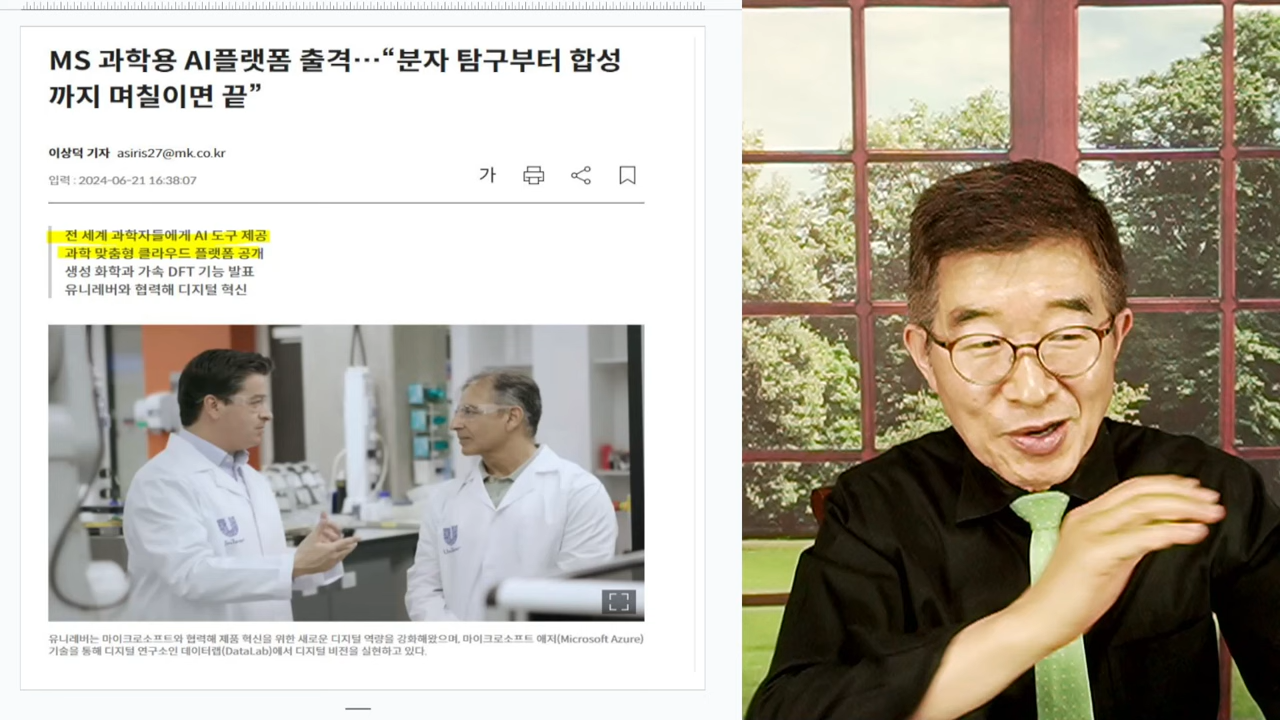 MS 과학용 AI플랫폼 출격…“분자 탐구부터 합성
까지 며칠이면 끝”
이상덕 기자 asiris27@mk.co.kr
입력 : 2024-06-21 16:38:07
가
전 세계 과학자들에게 AI 도구 제공
과학 맞춤형 클라우드 플랫폼 공개
생성 화학과 가속 DFT 기능 발표
유니레버와 협력해 디지털 혁신
유니레버는 마이크로소프트와 협력해 제품 혁신을 위한 새로운 디지털 역량을 강화해왔으며, 마이크로소프트 애저(Microsoft Azure)
기술을 통해 디지털 연구소인 데이터랩(DataLab)에서 디지털 비전을 실현하고 있다.